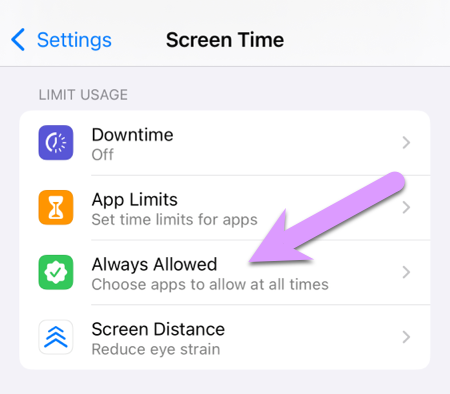 Settings
Screen Time
LIMIT USAGE
Downtime
Off
App Limits
Set time limits for apps
Always Allowed
Choose apps to allow at all times
Screen Distance
Reduce eye strain